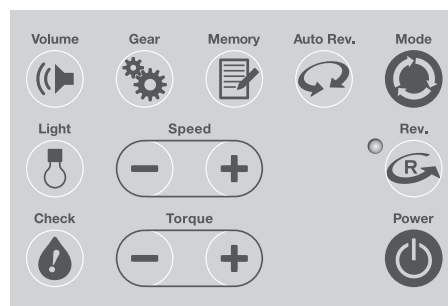 Volume Gear Memory Auto Rev. Mode
Light Speed Rev.
R
Check Torque Power